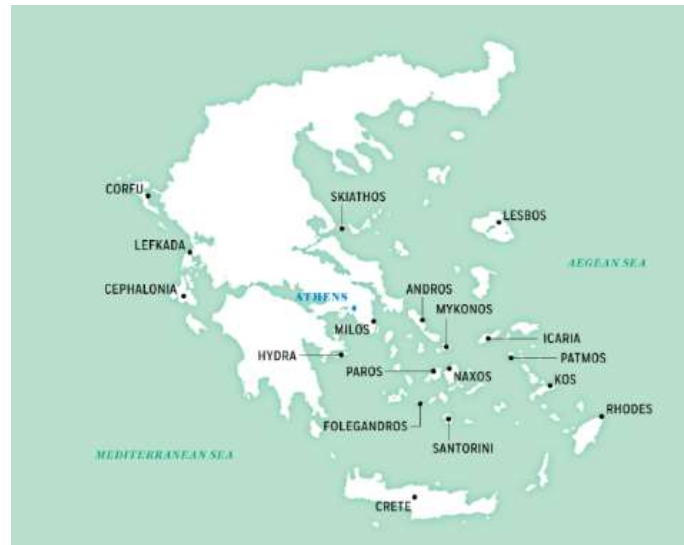 CORFU
SKIATHOS
LESBOS
LEFKADA
AEGEAN SEA
CEPHALONIA
ATHENS
ANDROS
MYKONOS
MILOS
ICARIA
HYDRA
PATMOS
PAROS
NAXOS
KOS
RHODES
FOLEGANDROS
SANTORINI
MEDITERRANEAN SEA
CRETE